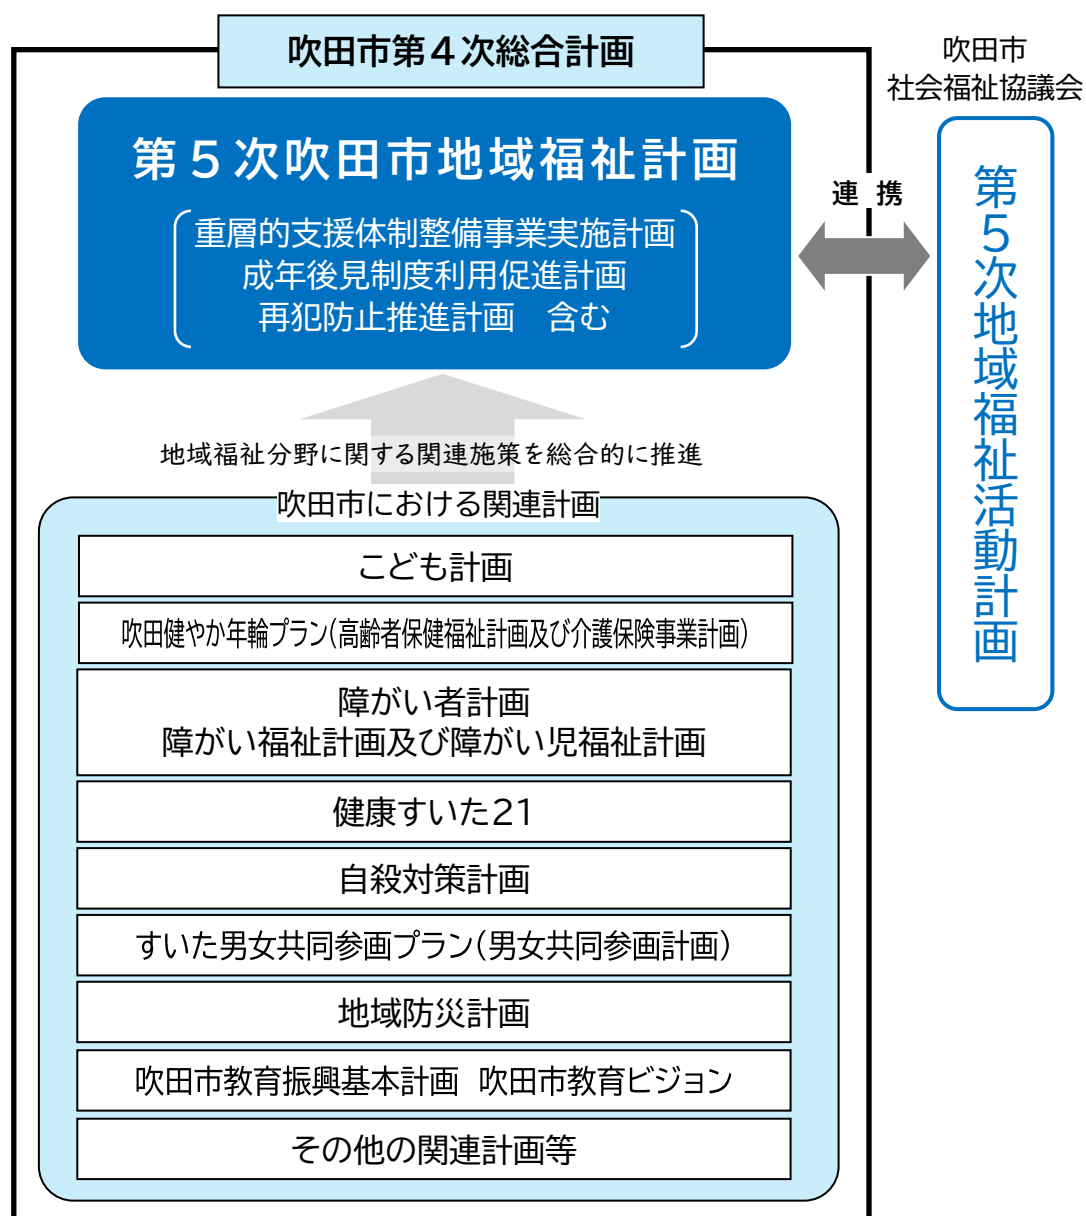 吹田市第４次総合計画
第５次吹田市地域福祉計画
重層的支援体制整備事業実施計画
成年後見制度利用促進計画
再犯防止推進計画　含む
連 携
吹田市
社会福祉協議会
第５次地域福祉活動計画
地域福祉分野に関する関連施策を総合的に推進
吹田市における関連計画
こども計画
吹田健やか年輪プラン(高齢者保健福祉計画及び介護保険事業計画)
障がい者計画
障がい福祉計画及び障がい児福祉計画
健康すいた21
自殺対策計画
すいた男女共同参画プラン(男女共同参画計画)
地域防災計画
吹田市教育振興基本計画 吹田市教育ビジョン
その他の関連計画等